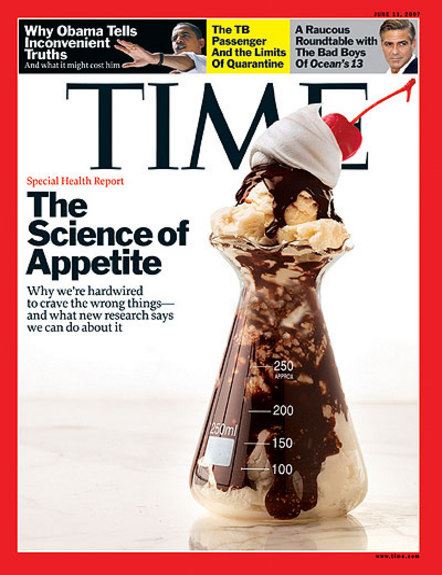 JUNE 11, 2007
Why Obama Tells
Inconvenient
Truths
And what it might cost him
The TB
Passenger
And the Limits
Of Quarantine
A Raucous
Roundtable with
The Bad Boys
Of Ocean's 13
TIME
Special Health Report
The
Science of
Appetite
Why we're hardwired
to crave the wrong things—
and what new research says
we can do about it
250
APPROX
200
250ml
150
100
www.time.com